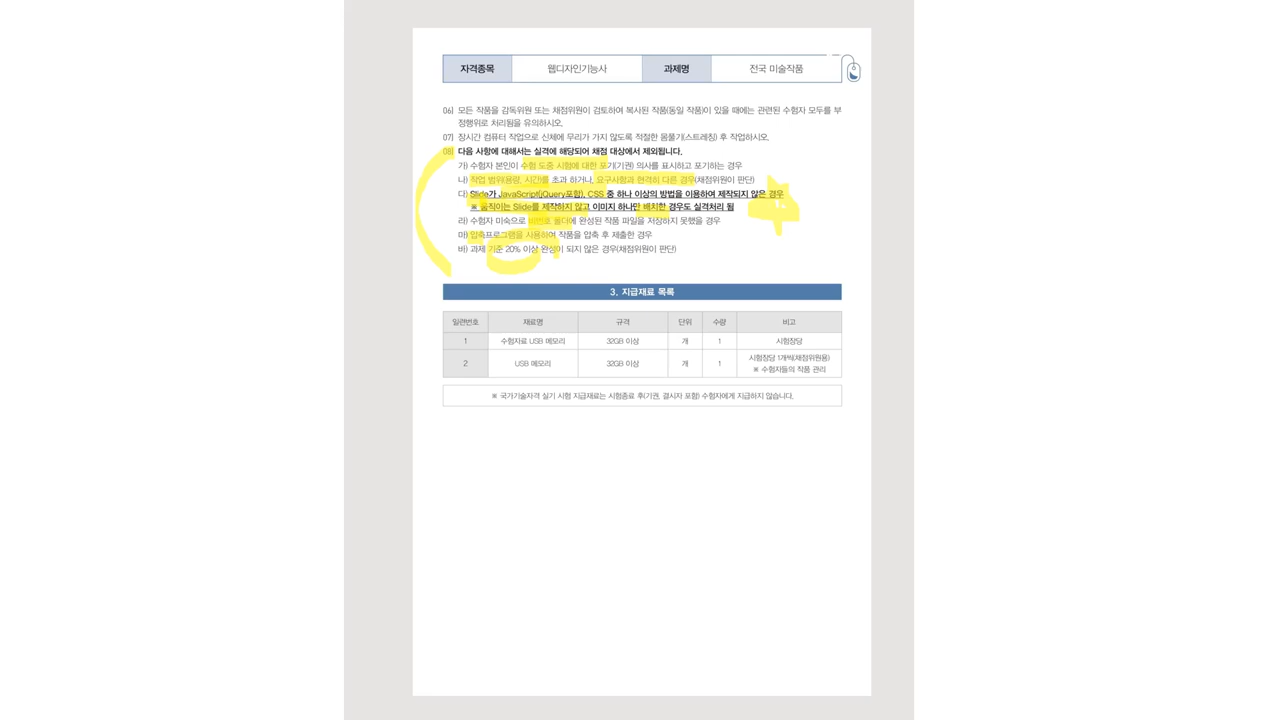 자격종목 웹디자인기능사 과제명 전국 미술작품
06) 모든 작품을 감독위원 또는 채점위원이 검토하여 복사된 작품(동일 작품)이 있을 때에는 관련된 수험자 모두를 부
정행위로 처리됨을 유의하시오.
07) 장시간 컴퓨터 작업으로 신체에 무리가 가지 않도록 적절한 몸풀기(스트레칭) 후 작업하시오.
08) 다음 사항에 대해서는 실격에 해당되어 채점 대상에서 제외됩니다.
가) 수험자 본인이 수험 도중 시험에 대한 포기(기권) 의사를 표시하고 포기하는 경우
나) 작업 범위(용량, 시간)를 초과 하거나, 요구사항과 현격히 다른 경우(채점위원이 판단)
다) Slide가 JavaScript(jQuery포함), CSS 중 하나 이상의 방법을 이용하여 제작되지 않은 경우
※ 움직이는 Slide를 제작하지 않고 이미지 하나만 배치한 경우도 실격처리 됨
라) 수험자 미숙으로 비번호 폴더에 완성된 작품 파일을 저장하지 못했을 경우
마) 압축프로그램을 사용하여 작품을 압축 후 제출한 경우
바) 과제 기준 20% 이상 완성이 되지 않은 경우(채점위원이 판단)
3. 지급재료 목록
일련번호 재료명 규격 단위 수량 비고
1 수험자료 USB 메모리 32GB 이상 개 1 시험장당
2 USB 메모리 32GB 이상 개 1 시험장당 1개씩(채점위원용)
※ 수험자들의 작품 관리
※ 국가기술자격 실기 시험 지급재료는 시험종료 후(기권, 결시자 포함) 수험자에게 지급하지 않습니다.